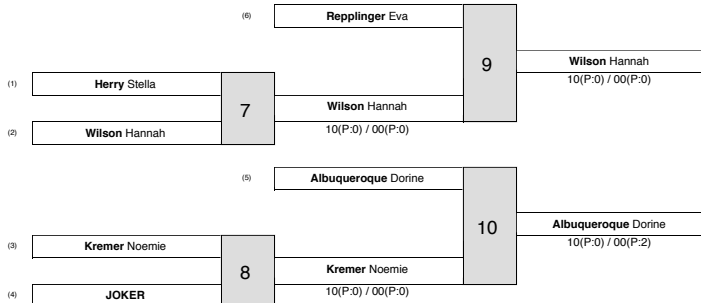 (6) Repplinger Eva
9
Wilson Hannah
10(P:0) / 00(P:0)
(1) Herry Stella
7
Wilson Hannah
10(P:0) / 00(P:0)
(2) Wilson Hannah
(5) Albuqueroque Dorine
10
Albuqueroque Dorine
10(P:0) / 00(P:2)
(3) Kremer Noemie
8
Kremer Noemie
10(P:0) / 00(P:0)
(4) JOKER